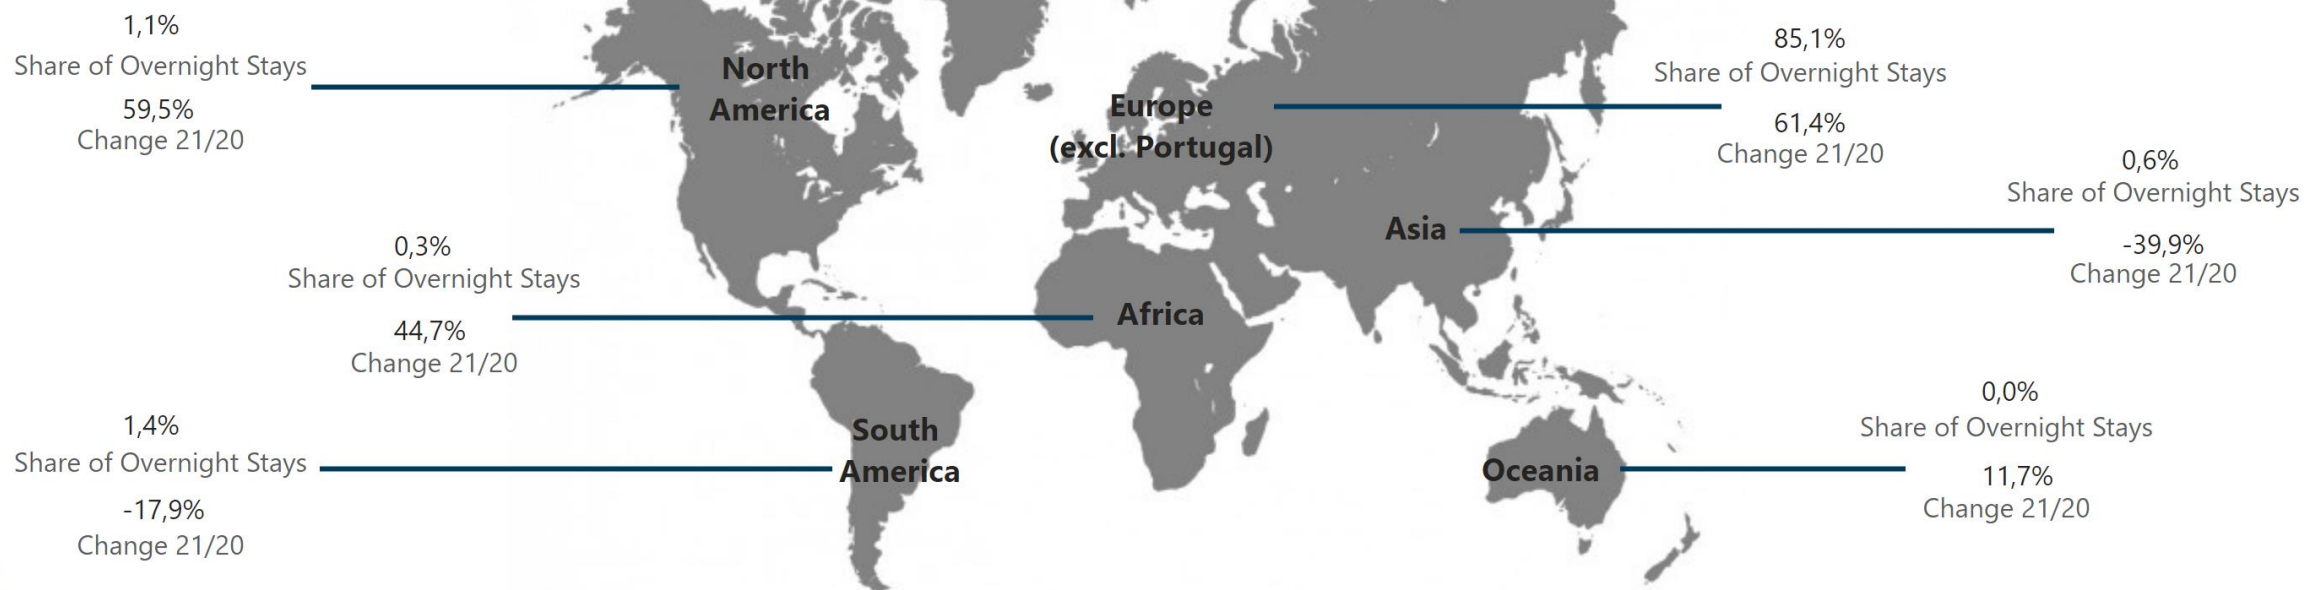 1,1%
Share of Overnight Stays
59,5%
Change 21/20
North
America
Europe
(excl. Portugal)
85,1%
Share of Overnight Stays
61,4%
Change 21/20
0,6%
Share of Overnight Stays
-39,9%
Change 21/20
Asia
0,3%
Share of Overnight Stays
44,7%
Change 21/20
Africa
1,4%
Share of Overnight Stays
-17,9%
Change 21/20
South
America
Oceania
0,0%
Share of Overnight Stays
11,7%
Change 21/20